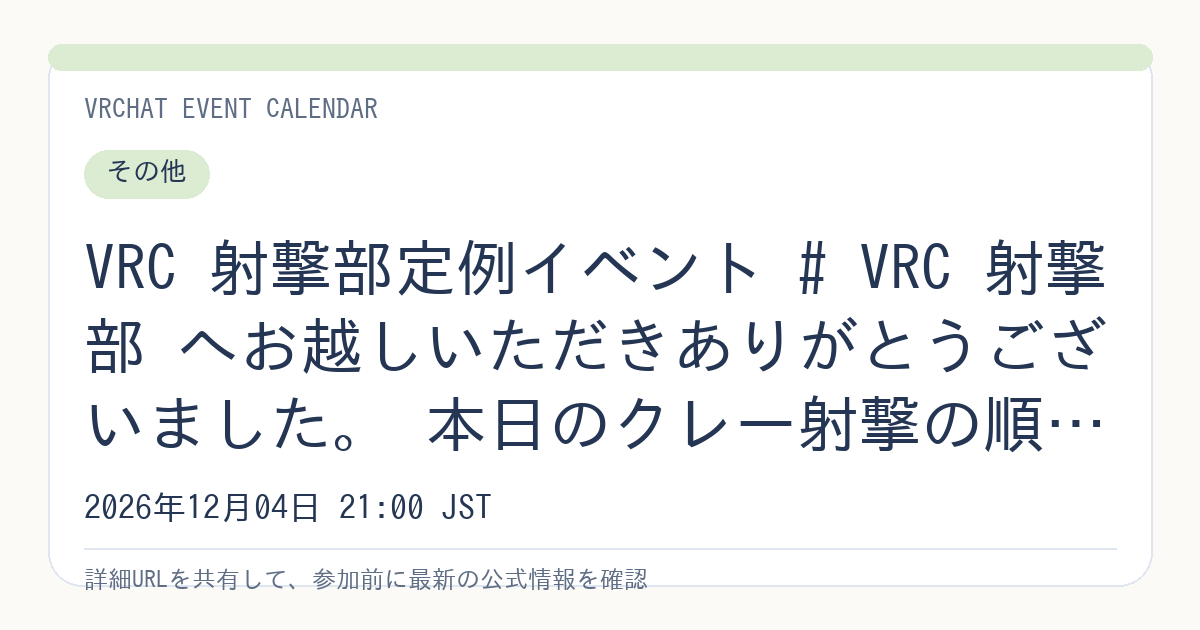 VRCHAT EVENT CALENDAR
その他
VRC 射撃部定例イベント # VRC 射撃
部 へお越しいただきありがとうござ
いました。 本日のクレー射撃の順…
2026年12月04日 21:00 JST
詳細URLを共有して、参加前に最新の公式情報を確認